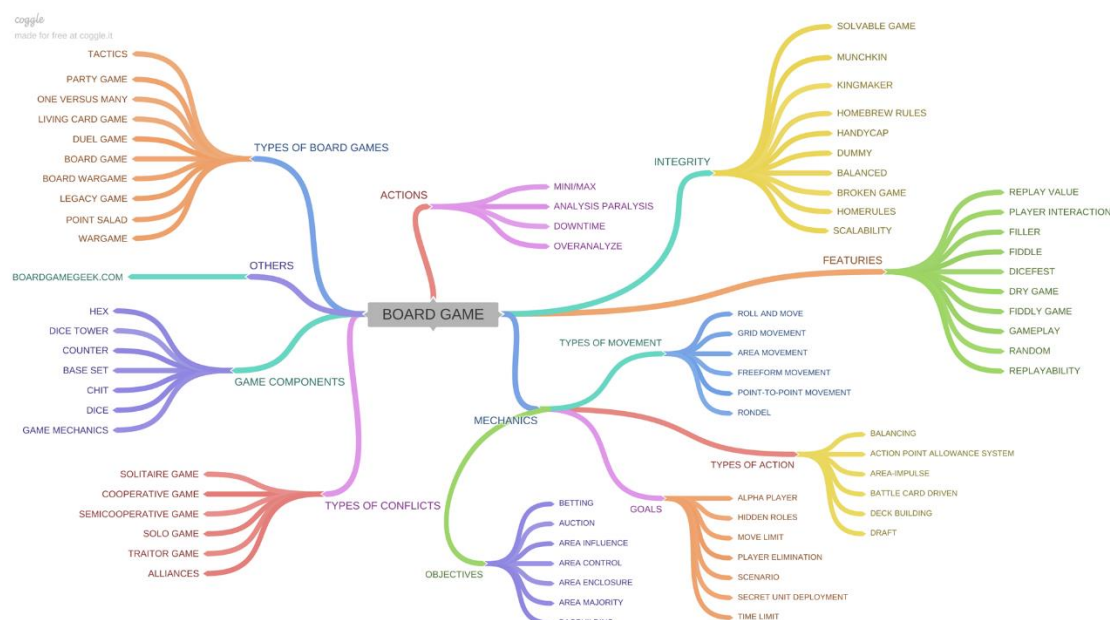 coggle
made for free at coggle.it
TACTICS
PARTY GAME
ONE VERSUS MANY
LIVING CARD GAME
DUEL GAME
BOARD GAME
BOARD WARGAME
LEGACY GAME
POINT SALAD
WARGAME
TYPES OF BOARD GAMES
OTHERS
BOARDGAMEGEEK.COM
HEX
DICE TOWER
COUNTER
BASE SET
CHIT
DICE
GAME MECHANICS
GAME COMPONENTS
SOLITAIRE GAME
COOPERATIVE GAME
SEMICOOPERATIVE GAME
SOLO GAME
TRAITOR GAME
ALLIANCES
TYPES OF CONFLICTS
BOARD GAME
ACTIONS
MINI/MAX
ANALYSIS PARALYSIS
DOWNTIME
OVERANALYZE
INTEGRITY
SOLVABLE GAME
MUNCHKIN
KINGMAKER
HOMEBREW RULES
HANDYCAP
DUMMY
BALANCED
BROKEN GAME
HOMERULES
SCALABILITY
FEATURIES
REPLAY VALUE
PLAYER INTERACTION
FILLER
FIDDLE
DICEFEST
DRY GAME
FIDDLY GAME
GAMEPLAY
RANDOM
REPLAYABILITY
MECHANICS
TYPES OF MOVEMENT
ROLL AND MOVE
GRID MOVEMENT
AREA MOVEMENT
FREEFORM MOVEMENT
POINT-TO-POINT MOVEMENT
RONDEL
TYPES OF ACTION
BALANCING
ACTION POINT ALLOWANCE SYSTEM
AREA-IMPULSE
BATTLE CARD DRIVEN
DECK BUILDING
DRAFT
GOALS
ALPHA PLAYER
HIDDEN ROLES
MOVE LIMIT
PLAYER ELIMINATION
SCENARIO
SECRET UNIT DEPLOYMENT
TIME LIMIT
OBJECTIVES
BETTING
AUCTION
AREA INFLUENCE
AREA CONTROL
AREA ENCLOSURE
AREA MAJORITY